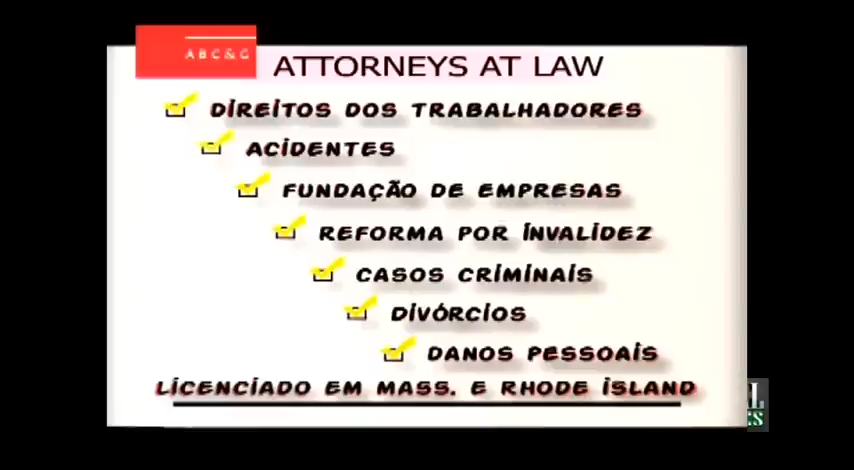 ABC&G
ATTORNEYS AT LAW
DIREITOS DOS TRABALHADORES
ACIDENTES
FUNDAÇÃO DE EMPRESAS
REFORMA POR INVALIDEZ
CASOS CRIMINAIS
DIVÓRCIOS
DANOS PESSOAIS
LICENCIADO EM MASS. E RHODE ISLAND